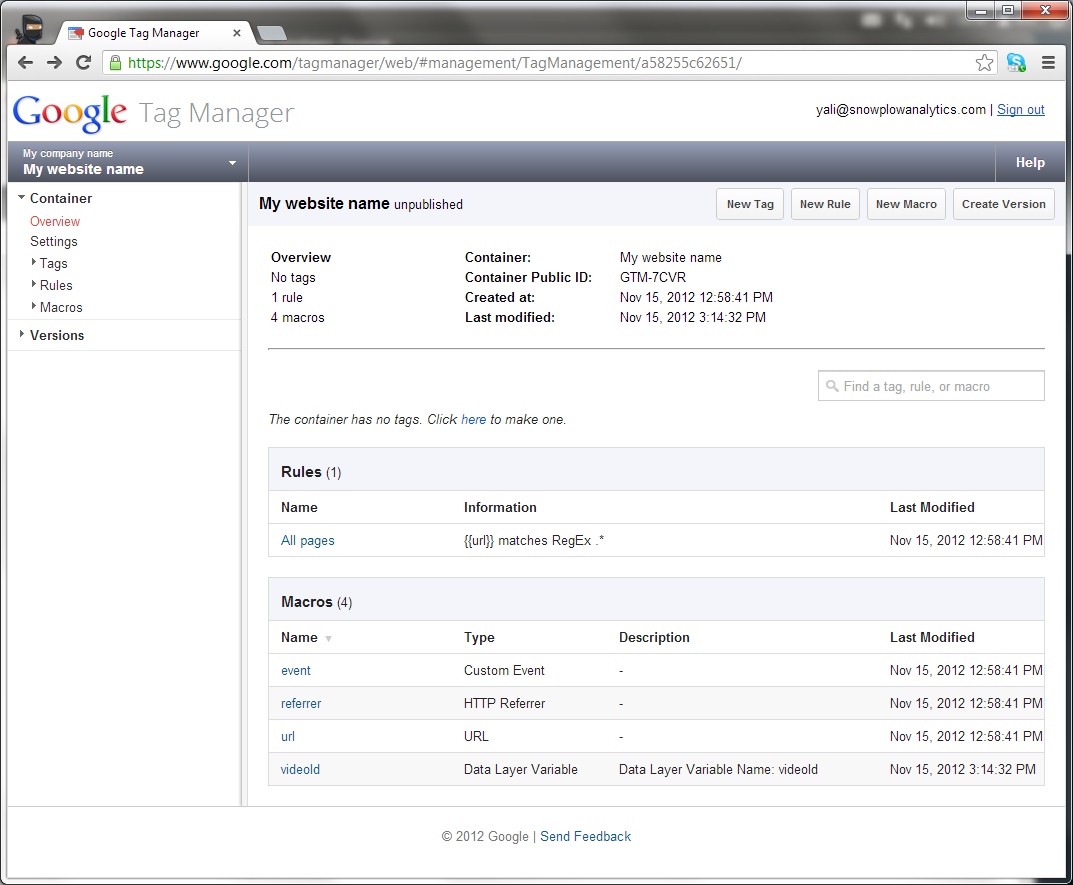 Google Tag Manager
https://www.google.com/tagmanager/web/#management/TagManagement/a58255c62651/
Google Tag Manager
yali@snowplowanalytics.com | Sign out
My company name
My website name
Help
Container
Overview
Settings
Tags
Rules
Macros
Versions
My website name unpublished
New Tag New Rule New Macro Create Version
Overview Container: My website name
No tags Container Public ID: GTM-7CVR
1 rule Created at: Nov 15, 2012 12:58:41 PM
4 macros Last modified: Nov 15, 2012 3:14:32 PM
Find a tag, rule, or macro
The container has no tags. Click here to make one.
Rules (1)
Name Information Last Modified
All pages {{url}} matches RegEx .* Nov 15, 2012 12:58:41 PM
Macros (4)
Name Type Description Last Modified
event Custom Event - Nov 15, 2012 12:58:41 PM
referrer HTTP Referrer - Nov 15, 2012 12:58:41 PM
url URL - Nov 15, 2012 12:58:41 PM
videoId Data Layer Variable Data Layer Variable Name: videoId Nov 15, 2012 3:14:32 PM
© 2012 Google | Send Feedback